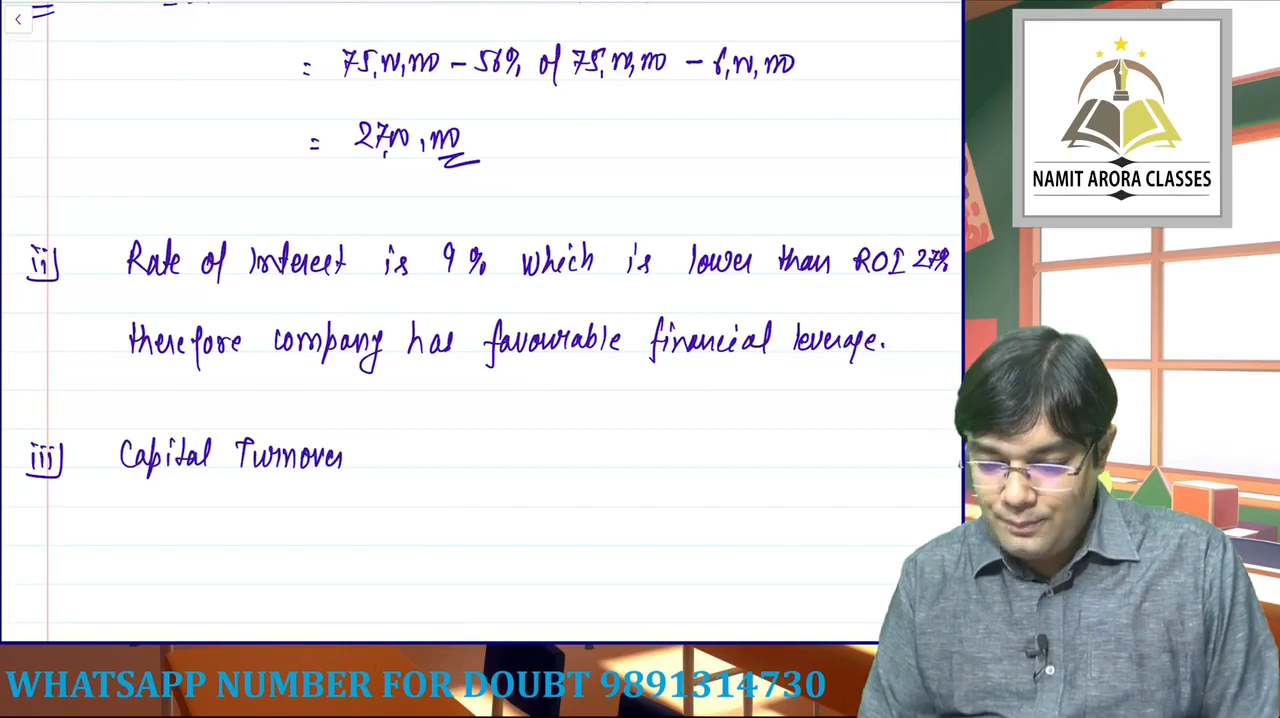 = 75,00,000 - 56% of 75,00,000 - 6,00,000
= 2700,000
ii] Rate of Interest is 9% which is lower than ROI 27%
therefore company has favourable financial leverage.
iii] Capital Turnover
NAMIT ARORA CLASSES
WHATSAPP NUMBER FOR DOUBT 9891314730